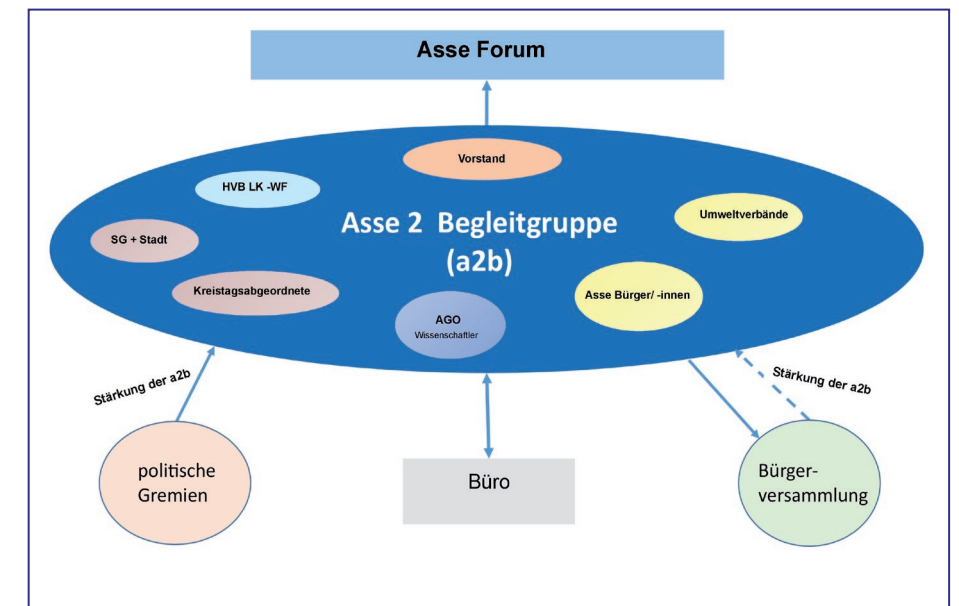 Asse Forum
Vorstand
HVB LK -WF
Umweltverbände
SG + Stadt
Asse 2 Begleitgruppe
(a2b)
Kreistagsabgeordnete
Asse Bürger/ -innen
AGO
Wissenschaftler
Stärkung der a2b
Stärkung der a2b
politische
Gremien
Büro
Bürger-
versammlung